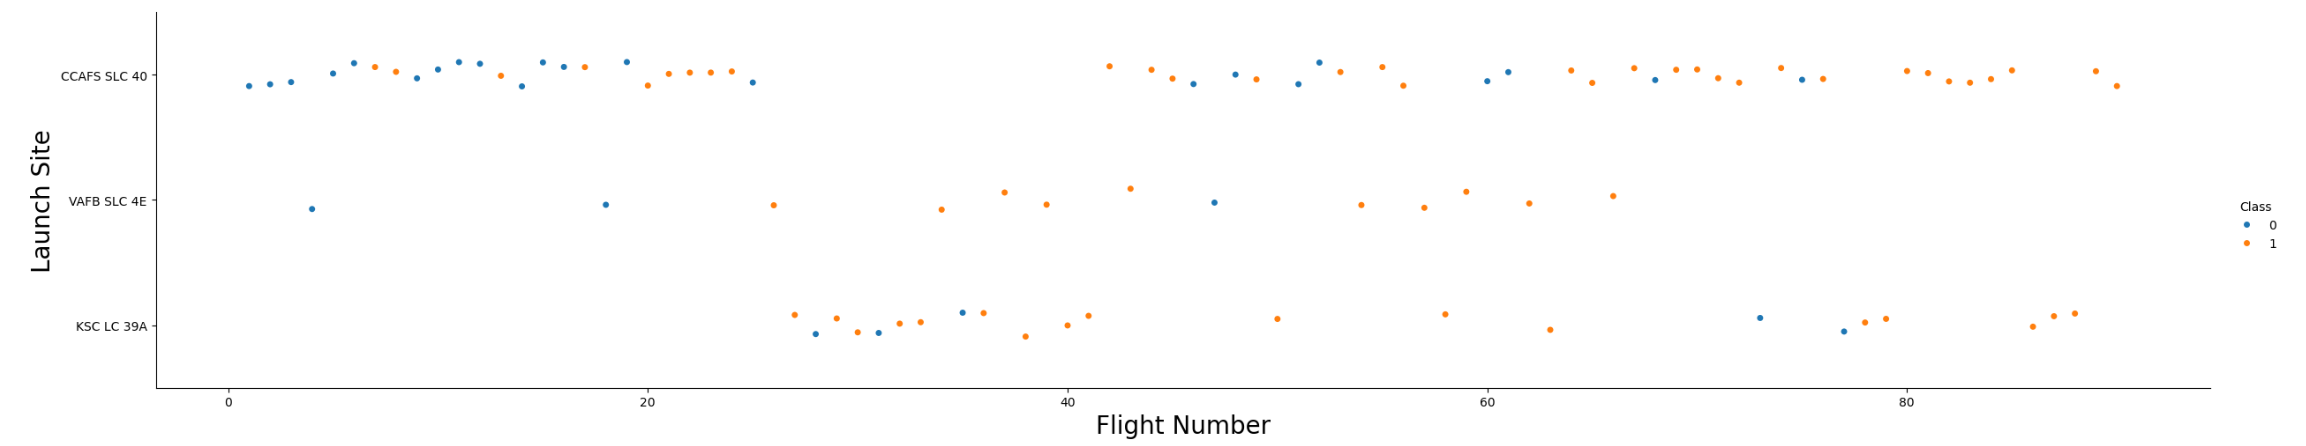 Launch Site
CCAFS SLC 40
VAFB SLC 4E
KSC LC 39A
0 20 40 60 80
Flight Number
Class
0
1